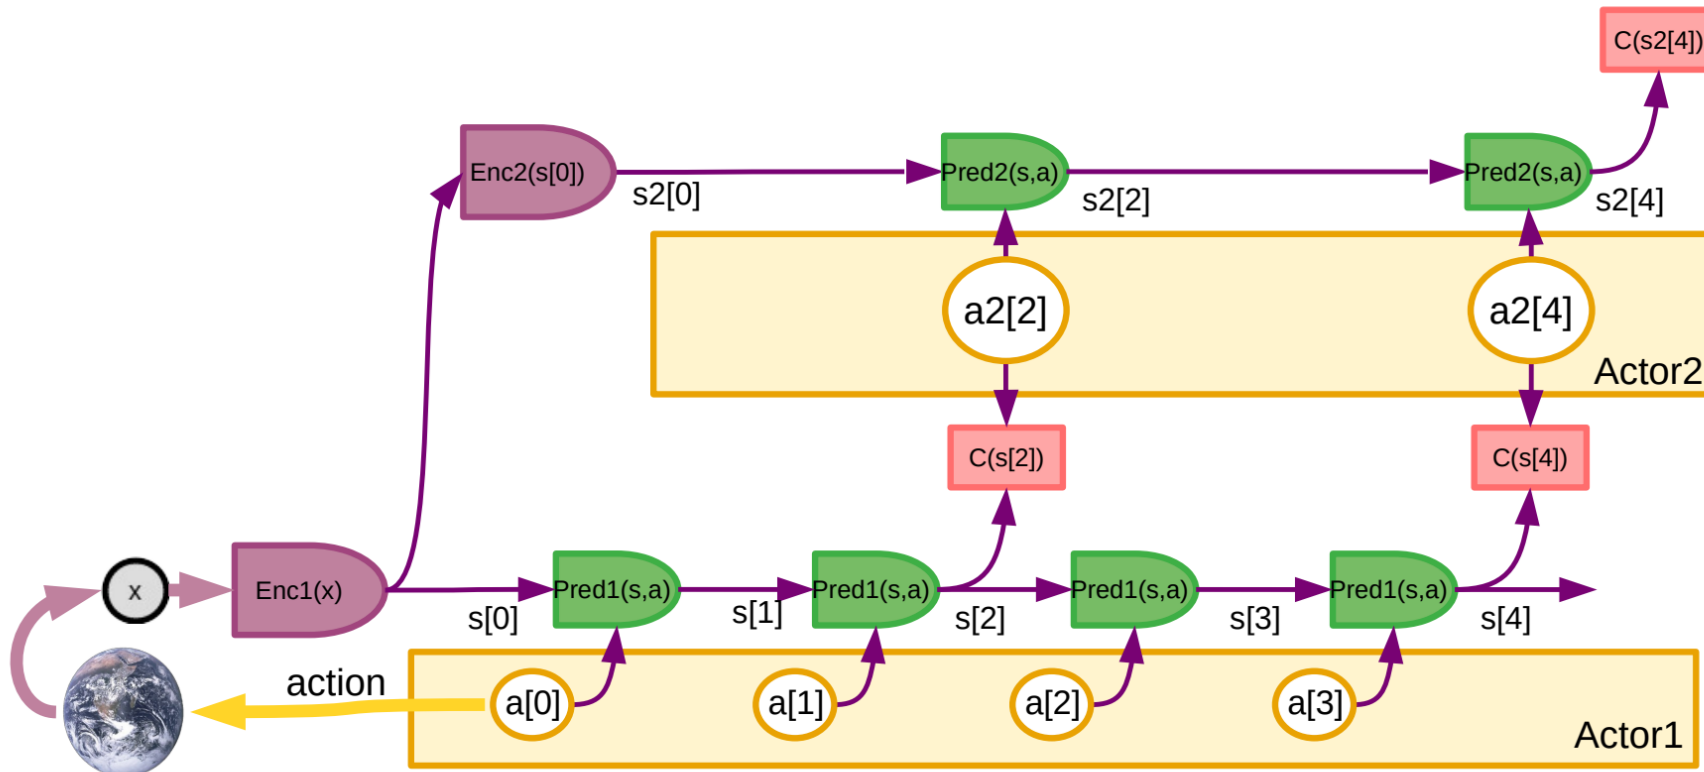 C(s2[4])
Enc2(s[0])
Pred2(s,a)
Pred2(s,a)
s2[0]
s2[2]
s2[4]
a2[2]
a2[4]
Actor2
C(s[2])
C(s[4])
x
Enc1(x)
Pred1(s,a)
Pred1(s,a)
Pred1(s,a)
Pred1(s,a)
s[0]
s[1]
s[2]
s[3]
s[4]
action
a[0]
a[1]
a[2]
a[3]
Actor1